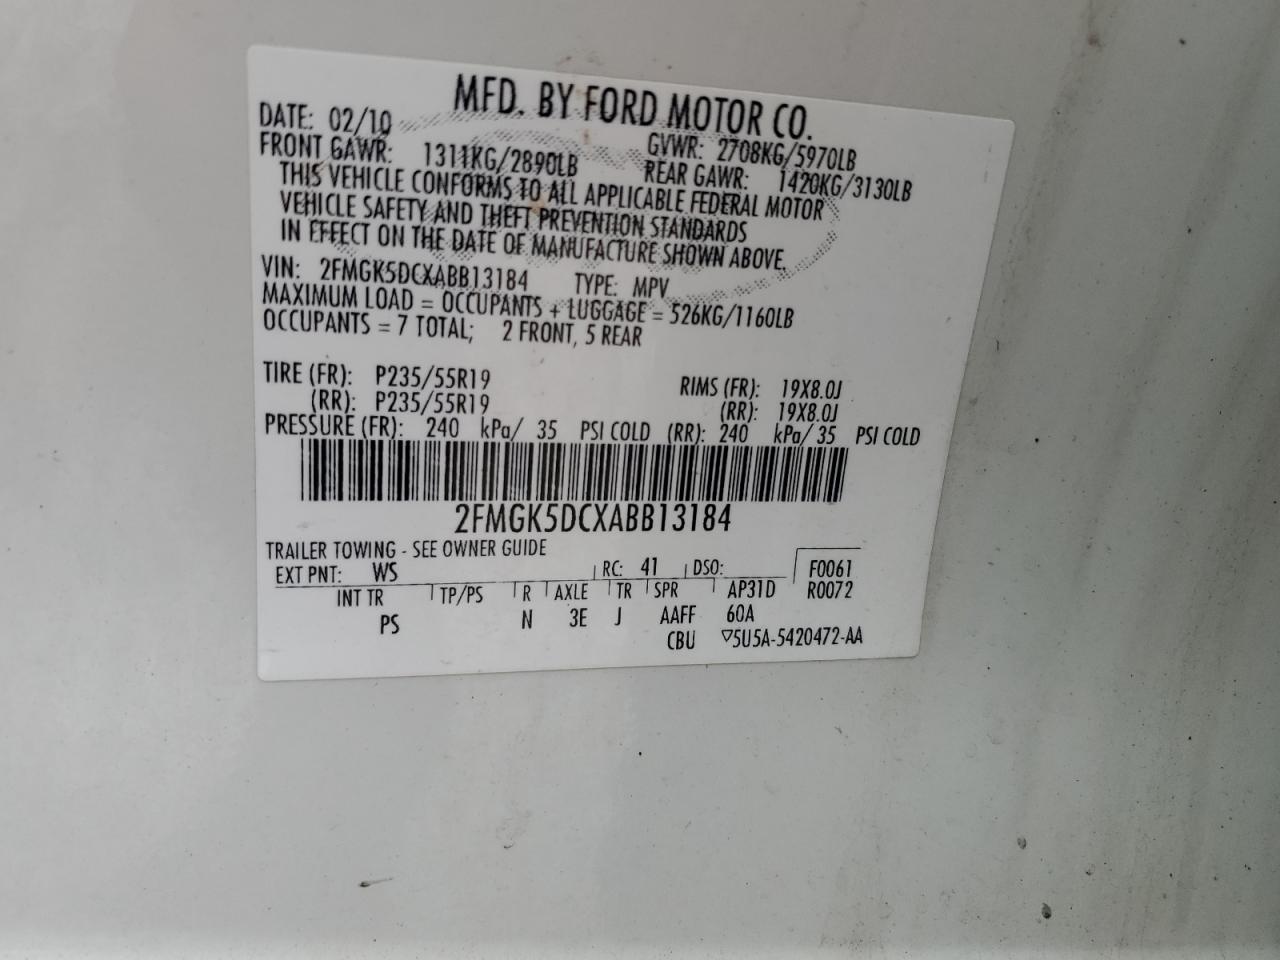 MFD. BY FORD MOTOR CO.
DATE: 02/10 GVWR: 2708KG/5970LB
FRONT GAWR: 1311KG/2890LB REAR GAWR: 1420KG/3130LB
THIS VEHICLE CONFORMS TO ALL APPLICABLE FEDERAL MOTOR
VEHICLE SAFETY AND THEFT PREVENTION STANDARDS
IN EFFECT ON THE DATE OF MANUFACTURE SHOWN ABOVE.
VIN: 2FMGK5DCXABB13184 TYPE: MPV
MAXIMUM LOAD = OCCUPANTS + LUGGAGE = 526KG/1160LB
OCCUPANTS = 7 TOTAL; 2 FRONT, 5 REAR
TIRE (FR): P235/55R19 RIMS (FR): 19X8.0J
(RR): P235/55R19 (RR): 19X8.0J
PRESSURE (FR): 240 kPa/ 35 PSI COLD (RR): 240 kPa/ 35 PSI COLD
2FMGK5DCXABB13184
TRAILER TOWING - SEE OWNER GUIDE
EXT PNT: WS RC: 41 DSO: F0061
INT TR TP/PS R AXLE TR SPR AP31D R0072
PS N 3E J AAFF 60A
CBU ▽5U5A-5420472-AA